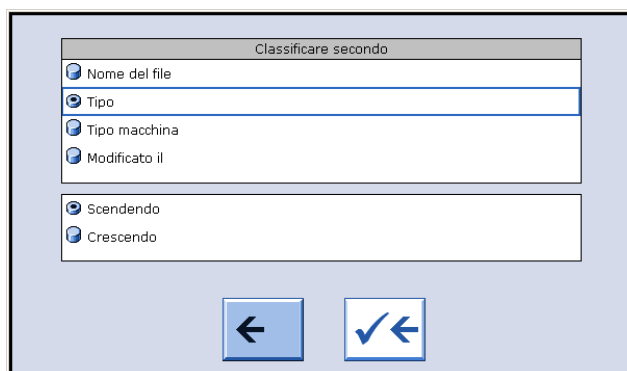 Classificare secondo
Nome del file
Tipo
Tipo macchina
Modificato il
Scendendo
Crescendo